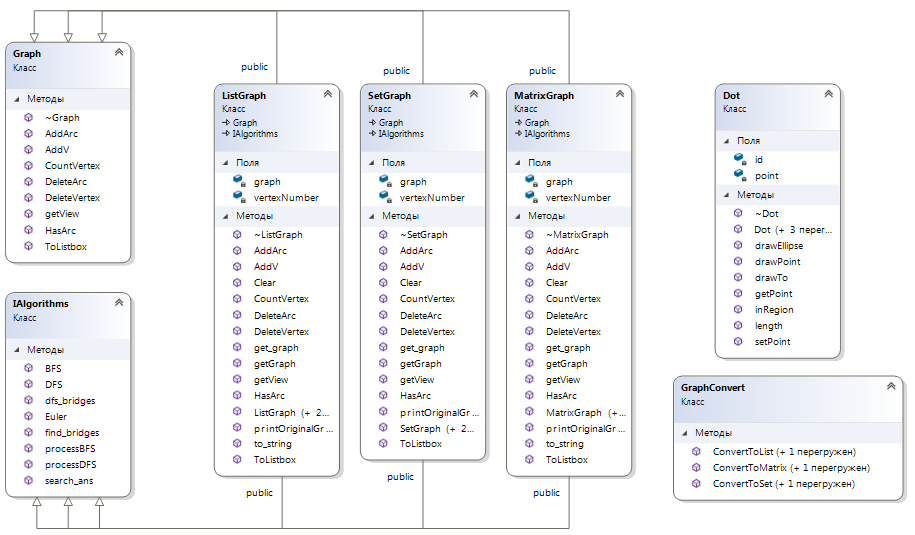 Graph
Класс
Методы
~Graph
AddArc
AddV
CountVertex
DeleteArc
DeleteVertex
getView
HasArc
ToListbox
IAlgorithms
Класс
Методы
BFS
DFS
dfs_bridges
Euler
find_bridges
processBFS
processDFS
search_ans
public
ListGraph
Класс
Graph
IAlgorithms
Поля
graph
vertexNumber
Методы
~ListGraph
AddArc
AddV
Clear
CountVertex
DeleteArc
DeleteVertex
get_graph
getGraph
getView
HasArc
ListGraph (+ 2...
printOriginalGr ...
to_string
ToListbox
public
public
SetGraph
Класс
Graph
IAlgorithms
Поля
graph
vertexNumber
Методы
~SetGraph
AddArc
AddV
Clear
CountVertex
DeleteArc
DeleteVertex
get_graph
getGraph
getView
HasArc
printOriginalGr ...
SetGraph (+ 2...
ToListbox
public
public
MatrixGraph
Класс
Graph
IAlgorithms
Поля
graph
vertexNumber
Методы
~MatrixGraph
AddArc
AddV
Clear
CountVertex
DeleteArc
DeleteVertex
get_graph
getGraph
getView
HasArc
MatrixGraph (+ ...
printOriginalGr ...
to_string
ToListbox
public
Dot
Класс
Поля
id
point
Методы
~Dot
Dot (+ 3 перег...
drawEllipse
drawPoint
drawTo
getPoint
inRegion
length
setPoint
GraphConvert
Класс
Методы
ConvertToList (+ 1 перегружен)
ConvertToMatrix (+ 1 перегружен)
ConvertToSet (+ 1 перегружен)